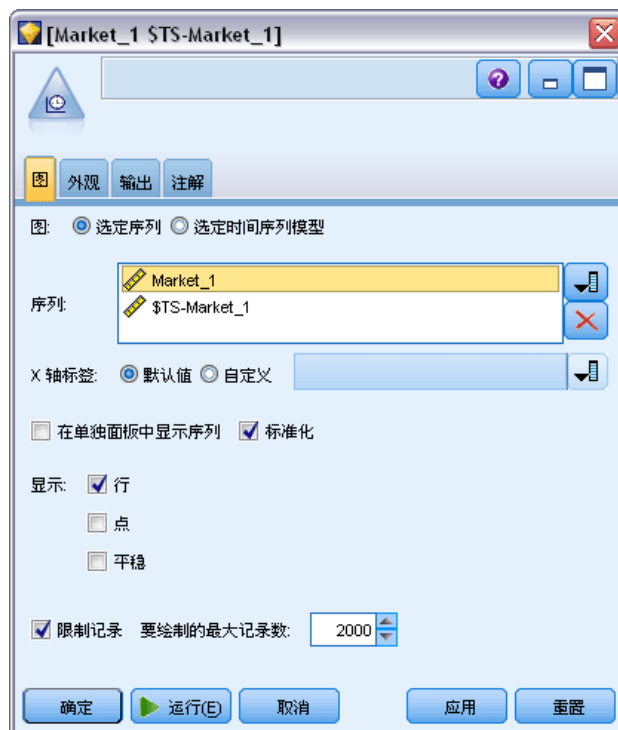 [Market_1 $TS-Market_1]
图 外观 输出 注解
图: 选定序列 选定时间序列模型
序列:
Market_1
$TS-Market_1
X 轴标签: 默认值 自定义
在单独面板中显示序列 标准化
显示: 行
点
平稳
限制记录 要绘制的最大记录数: 2000
确定 运行(E) 取消 应用 重置